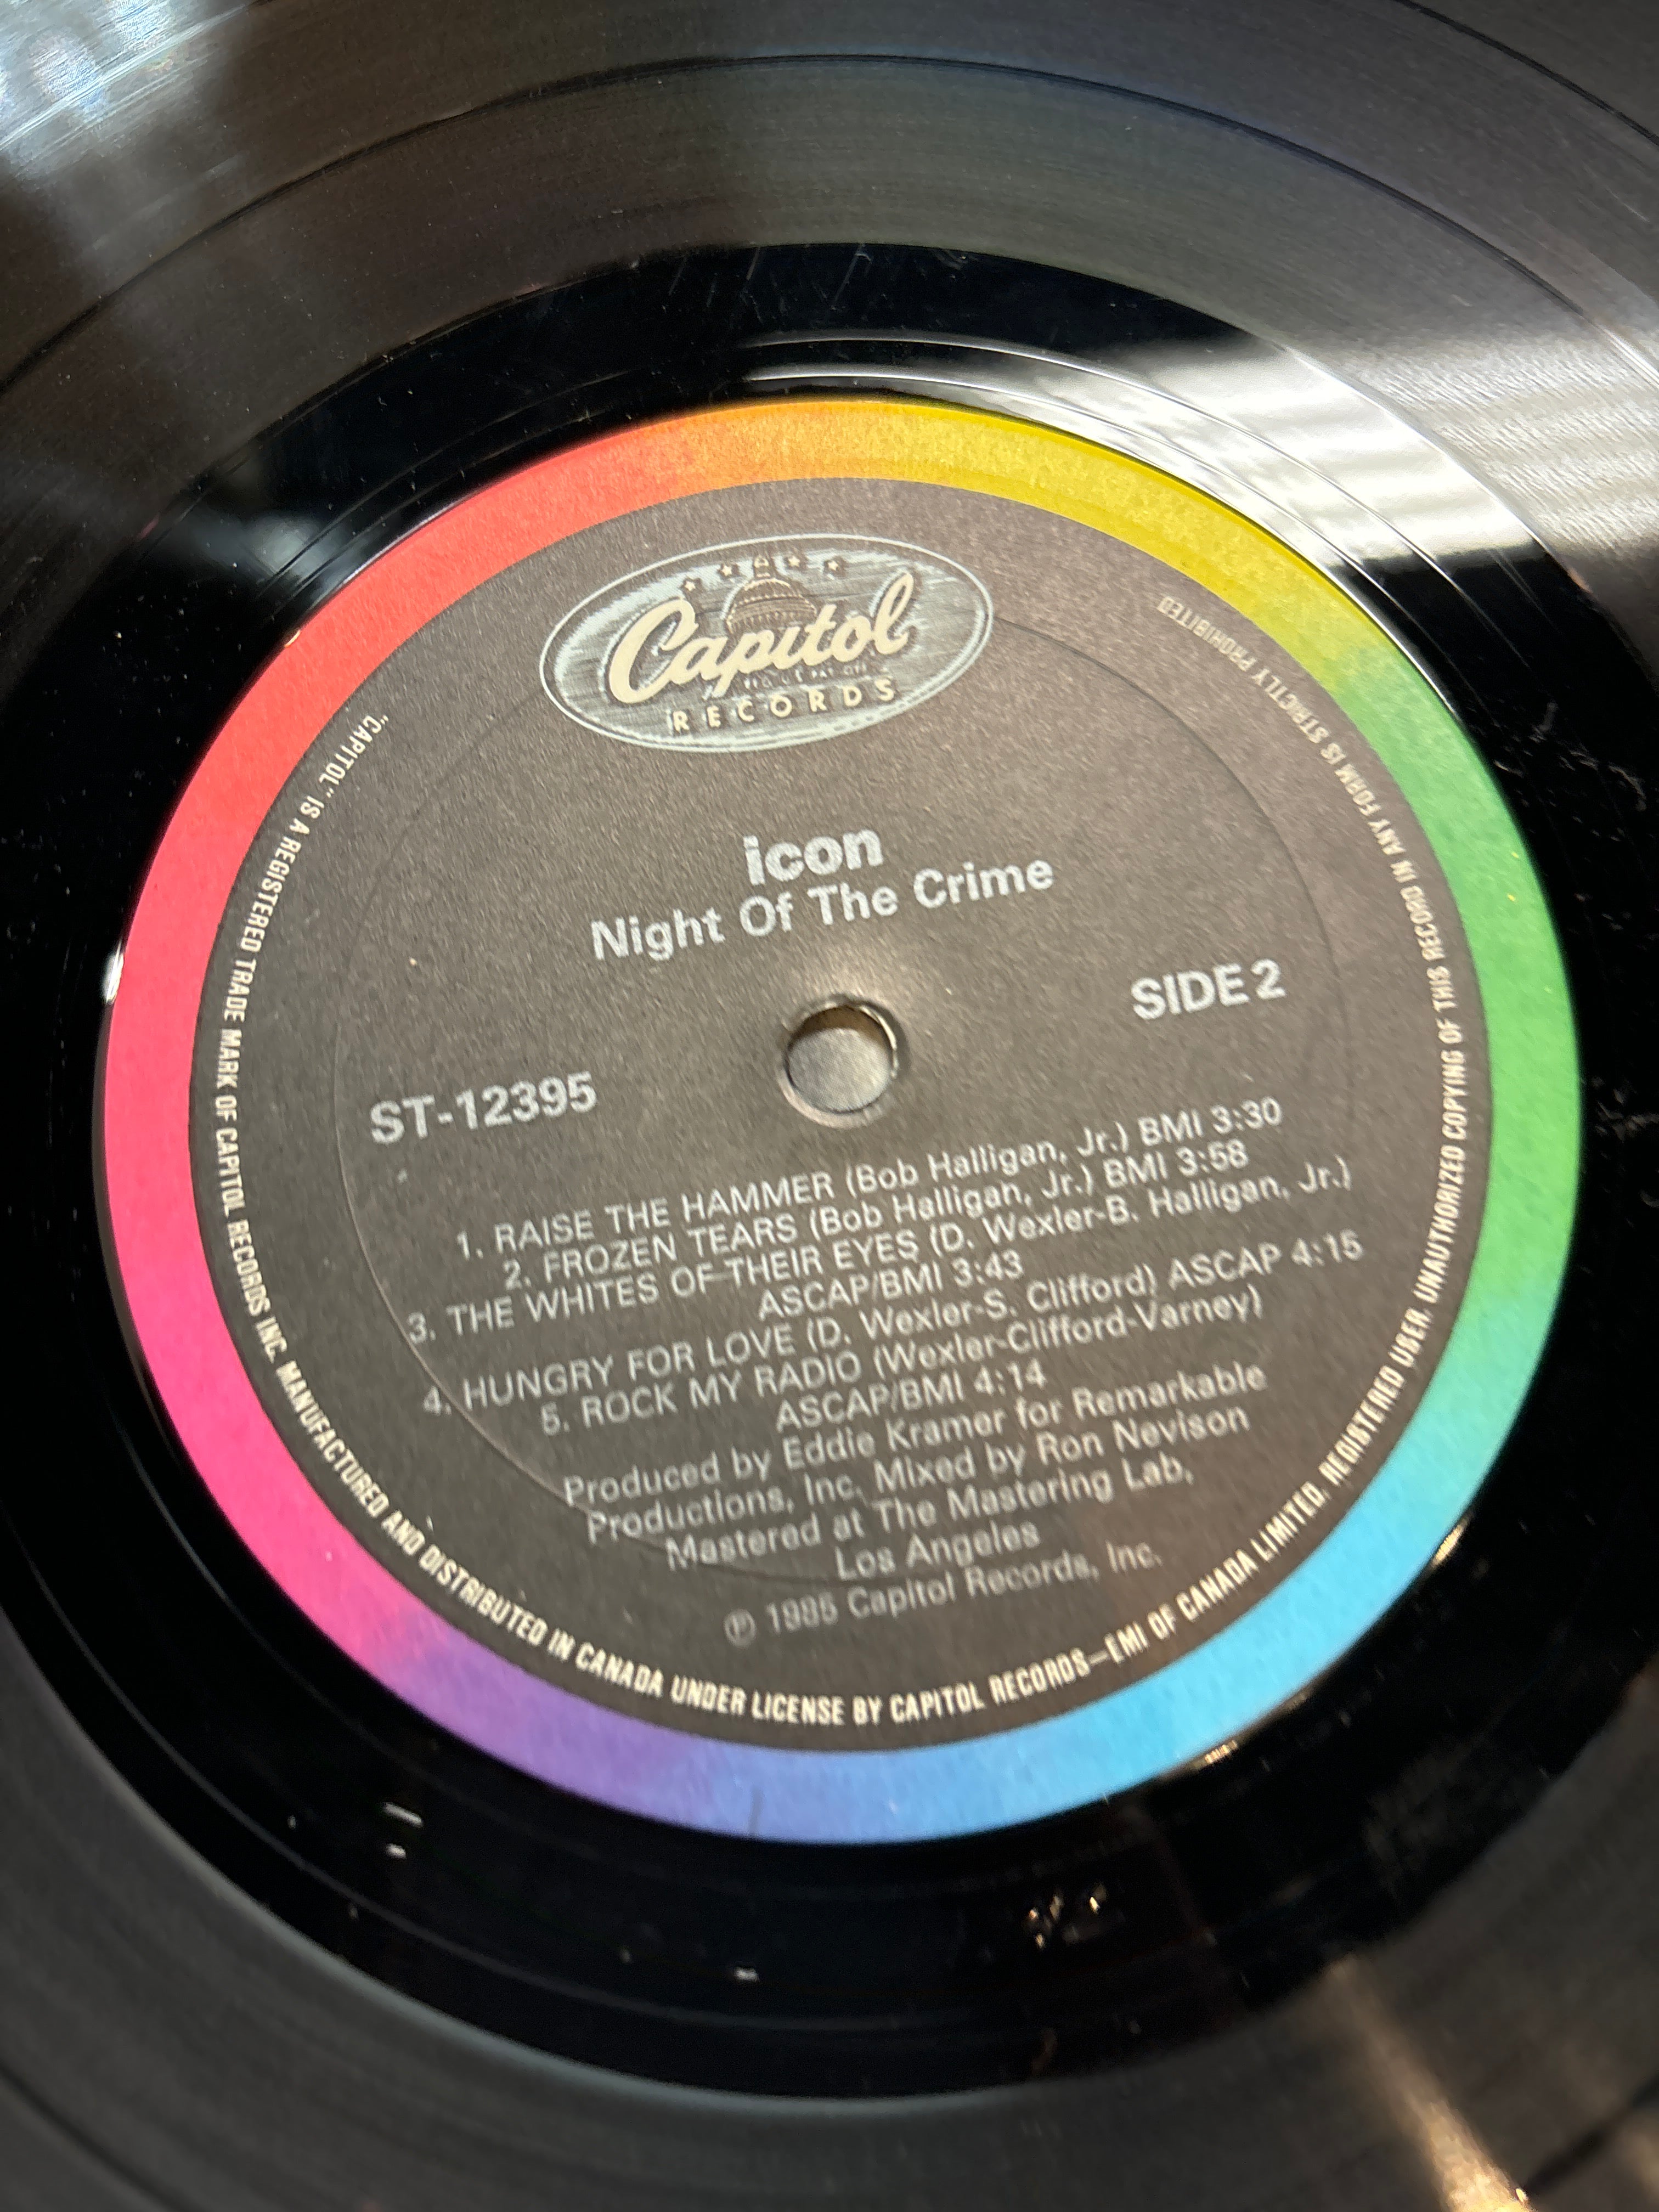 Capitol
REG. U.S. PAT. OFF.
RECORDS
icon
Night Of The Crime
SIDE 2
ST-12395
1. RAISE THE HAMMER (Bob Halligan, Jr.) BMI 3:30
2. FROZEN TEARS (Bob Halligan, Jr.) BMI 3:58
3. THE WHITES OF THEIR EYES (D. Wexler-B. Halligan, Jr.)
ASCAP/BMI 3:43
4. HUNGRY FOR LOVE (D. Wexler-S. Clifford) ASCAP 4:15
5. ROCK MY RADIO (Wexler-Clifford-Varney)
ASCAP/BMI 4:14
Produced by Eddie Kramer for Remarkable
Productions, Inc. Mixed by Ron Nevison
Mastered at The Mastering Lab,
Los Angeles
℗ 1985 Capitol Records, Inc.
"CAPITOL" IS A REGISTERED TRADE MARK OF CAPITOL RECORDS INC. MANUFACTURED AND DISTRIBUTED IN CANADA UNDER LICENSE BY CAPITOL RECORDS—EMI OF CANADA LIMITED. REGISTERED USER. UNAUTHORIZED COPYING OF THIS RECORD IN ANY FORM IS STRICTLY PROHIBITED